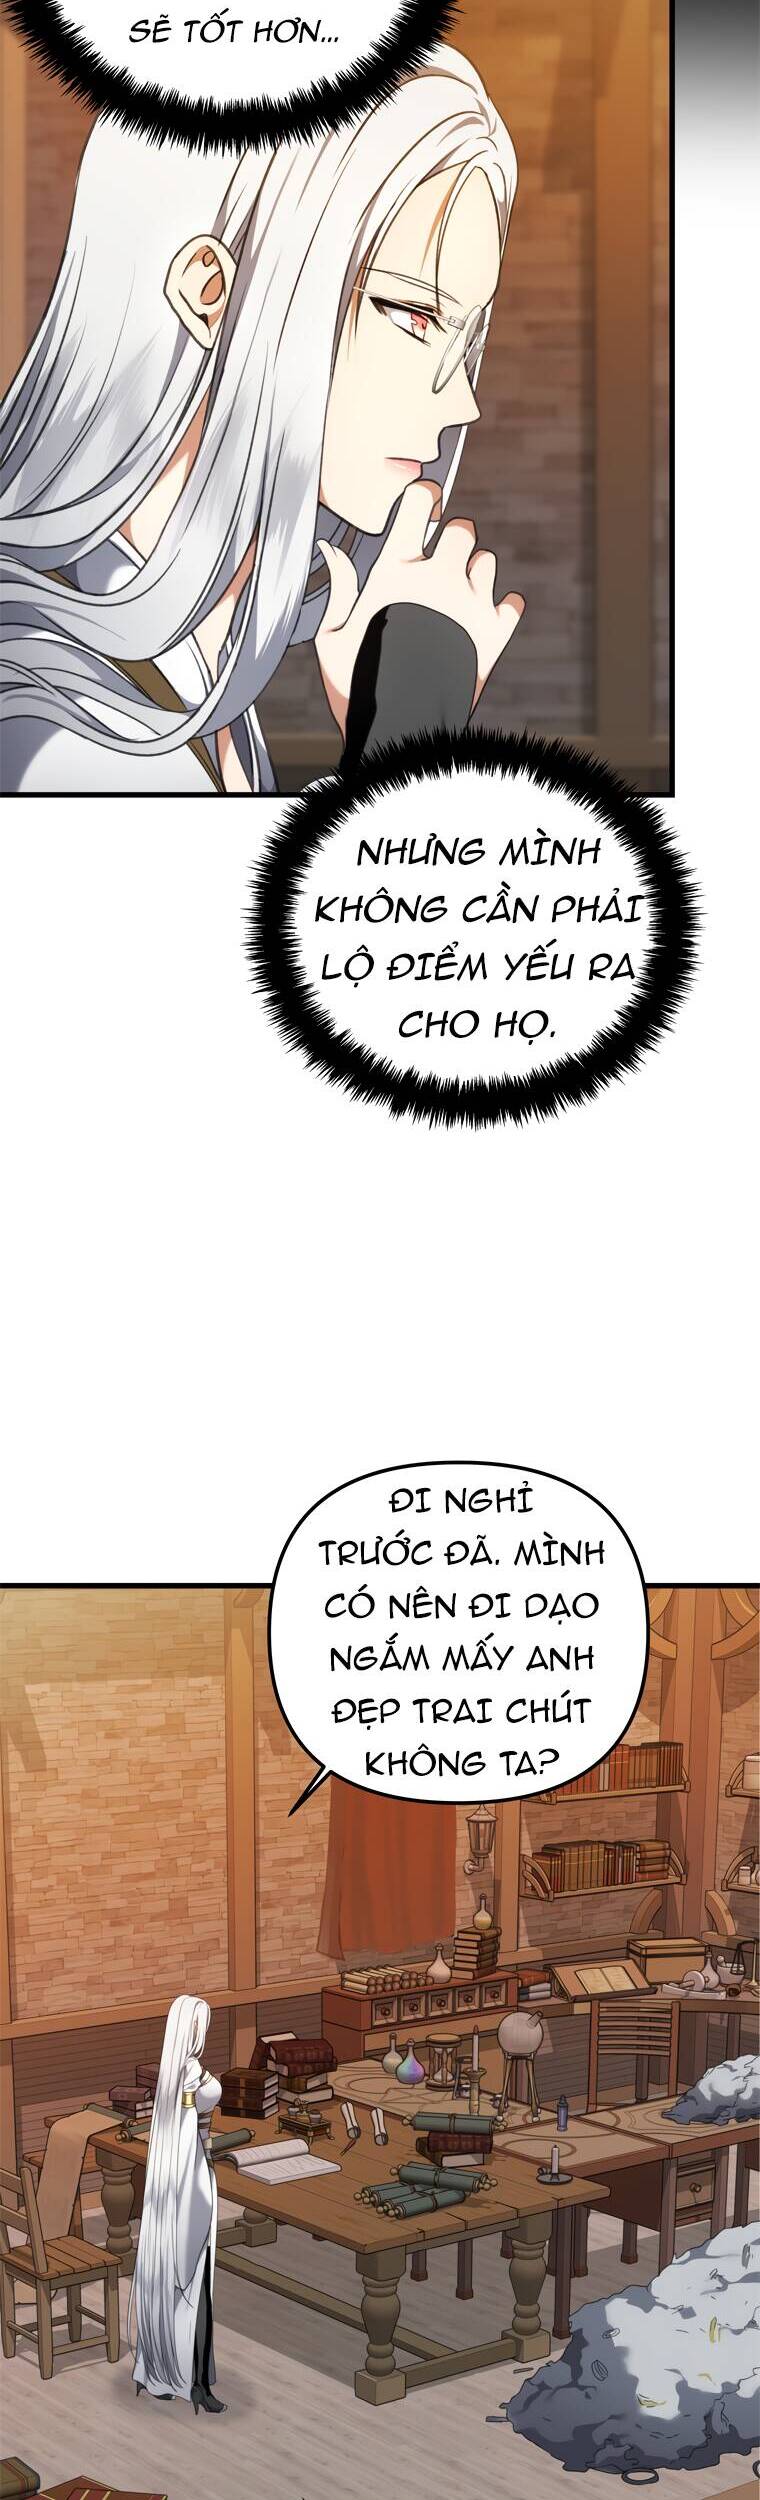 SẼ TỐT HƠN...
NHƯNG MÌNH
KHÔNG CẦN PHẢI
LỘ ĐIỂM YẾU RA
CHO HỌ.
ĐI NGHỈ
TRƯỚC ĐÃ. MÌNH
CÓ NÊN ĐI DẠO
NGẮM MẤY ANH
ĐẸP TRAI CHÚT
KHÔNG TA?